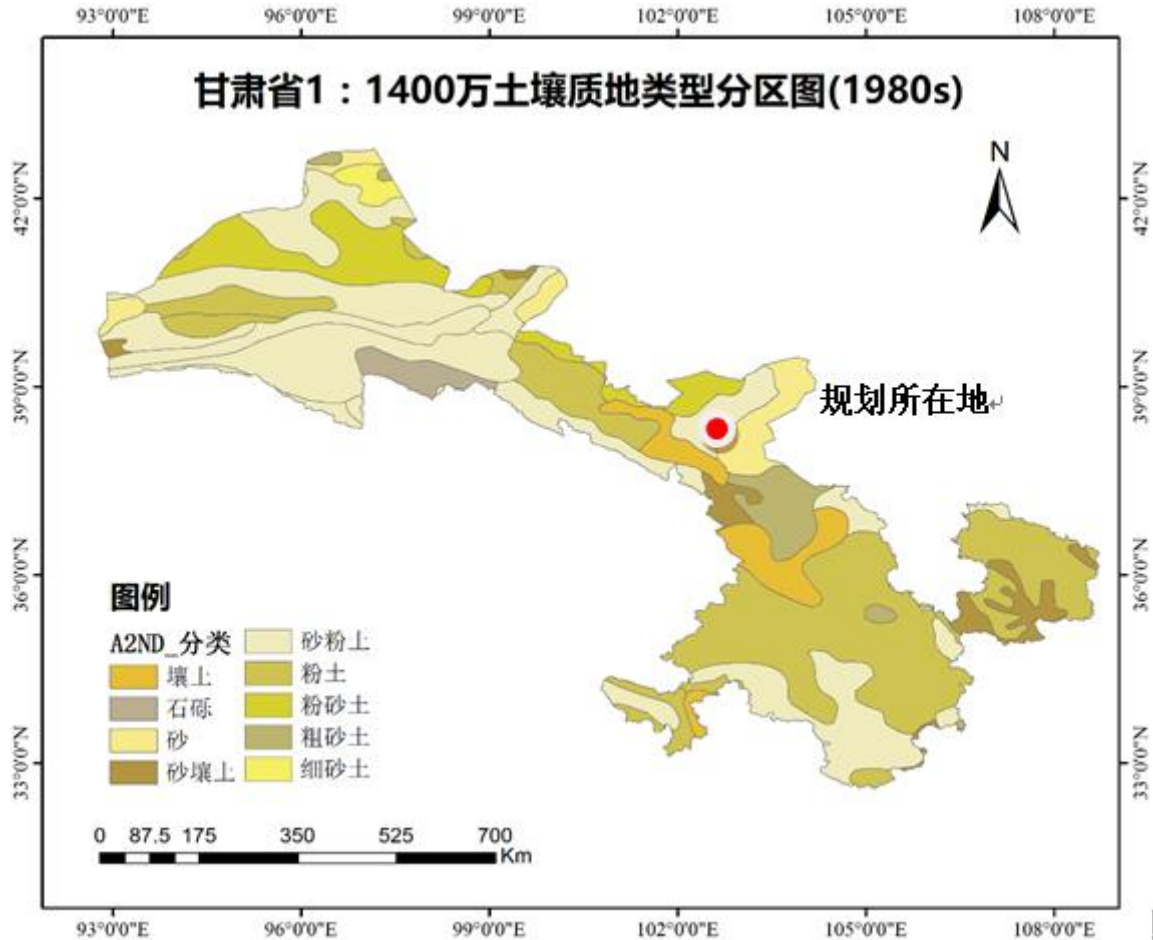 93°0'0"E 96°0'0"E 99°0'0"E 102°0'0"E 105°0'0"E 108°0'0"E
甘肃省1：1400万土壤质地类型分区图(1980s)
N
42°0'0"N 42°0'0"N
39°0'0"N 39°0'0"N
规划所在地
36°0'0"N 36°0'0"N
33°0'0"N 33°0'0"N
图例
A2ND_分类
壤土
石砾
砂
砂壤土
砂粉土
粉土
粉砂土
粗砂土
细砂土
0 87.5 175 350 525 700
Km
93°0'0"E 96°0'0"E 99°0'0"E 102°0'0"E 105°0'0"E 108°0'0"E